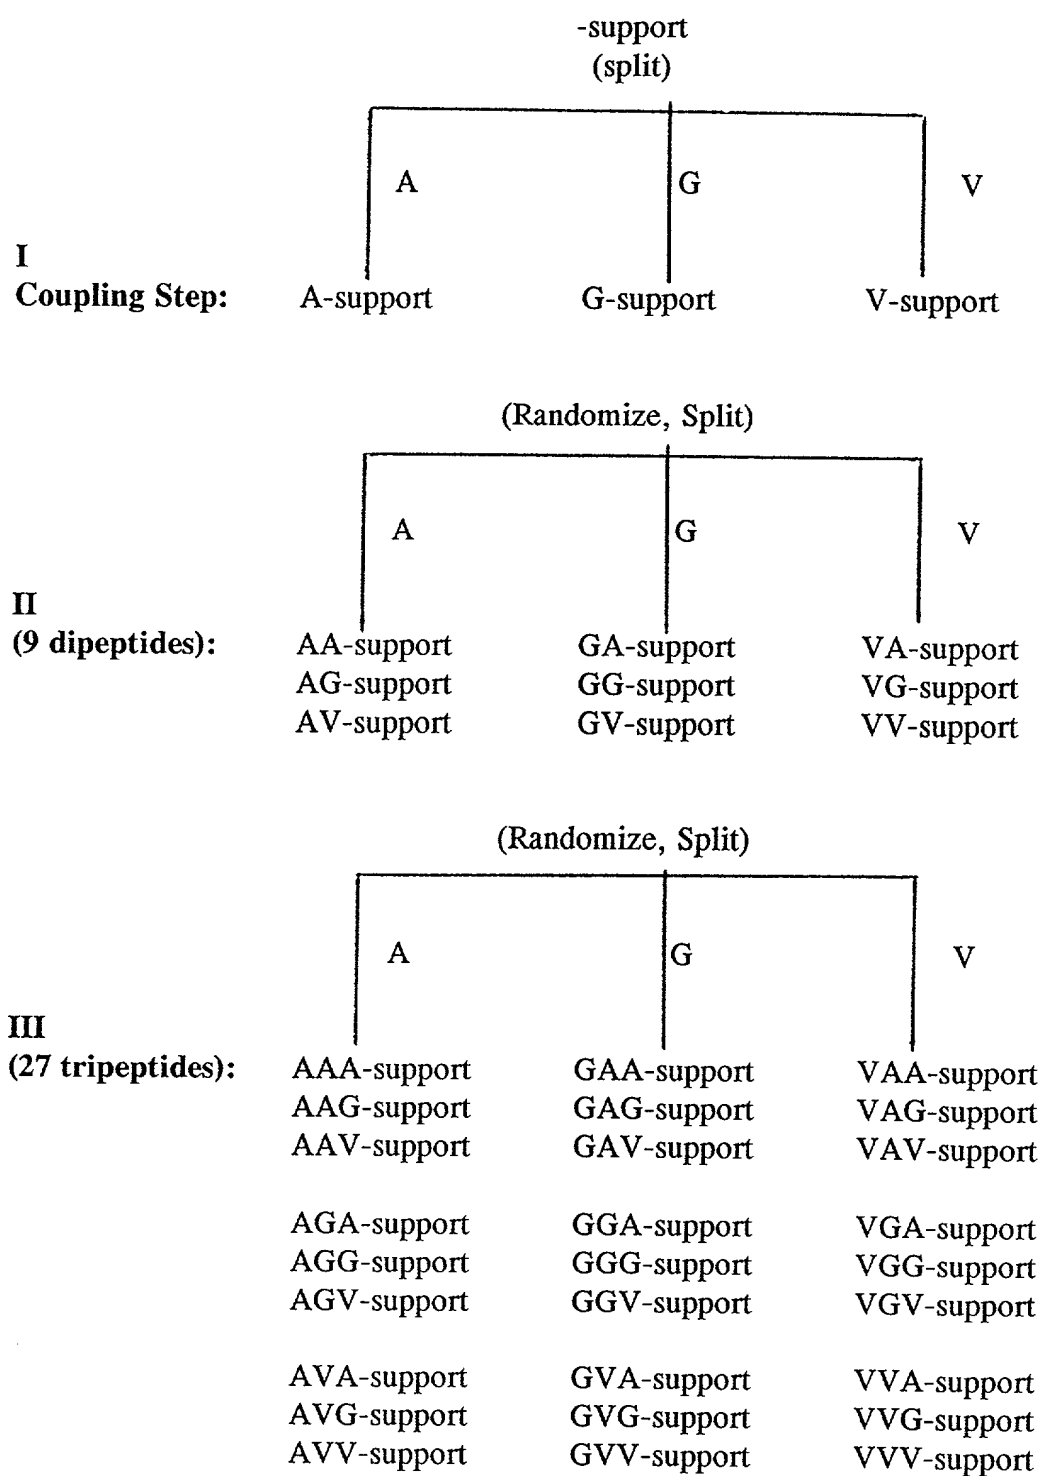 -support
(split)
A G V
I
Coupling Step: A-support G-support V-support
(Randomize, Split)
A G V
II
(9 dipeptides): AA-support GA-support VA-support
AG-support GG-support VG-support
AV-support GV-support VV-support
(Randomize, Split)
A G V
III
(27 tripeptides): AAA-support GAA-support VAA-support
AAG-support GAG-support VAG-support
AAV-support GAV-support VAV-support
AGA-support GGA-support VGA-support
AGG-support GGG-support VGG-support
AGV-support GGV-support VGV-support
AVA-support GVA-support VVA-support
AVG-support GVG-support VVG-support
AVV-support GVV-support VVV-support